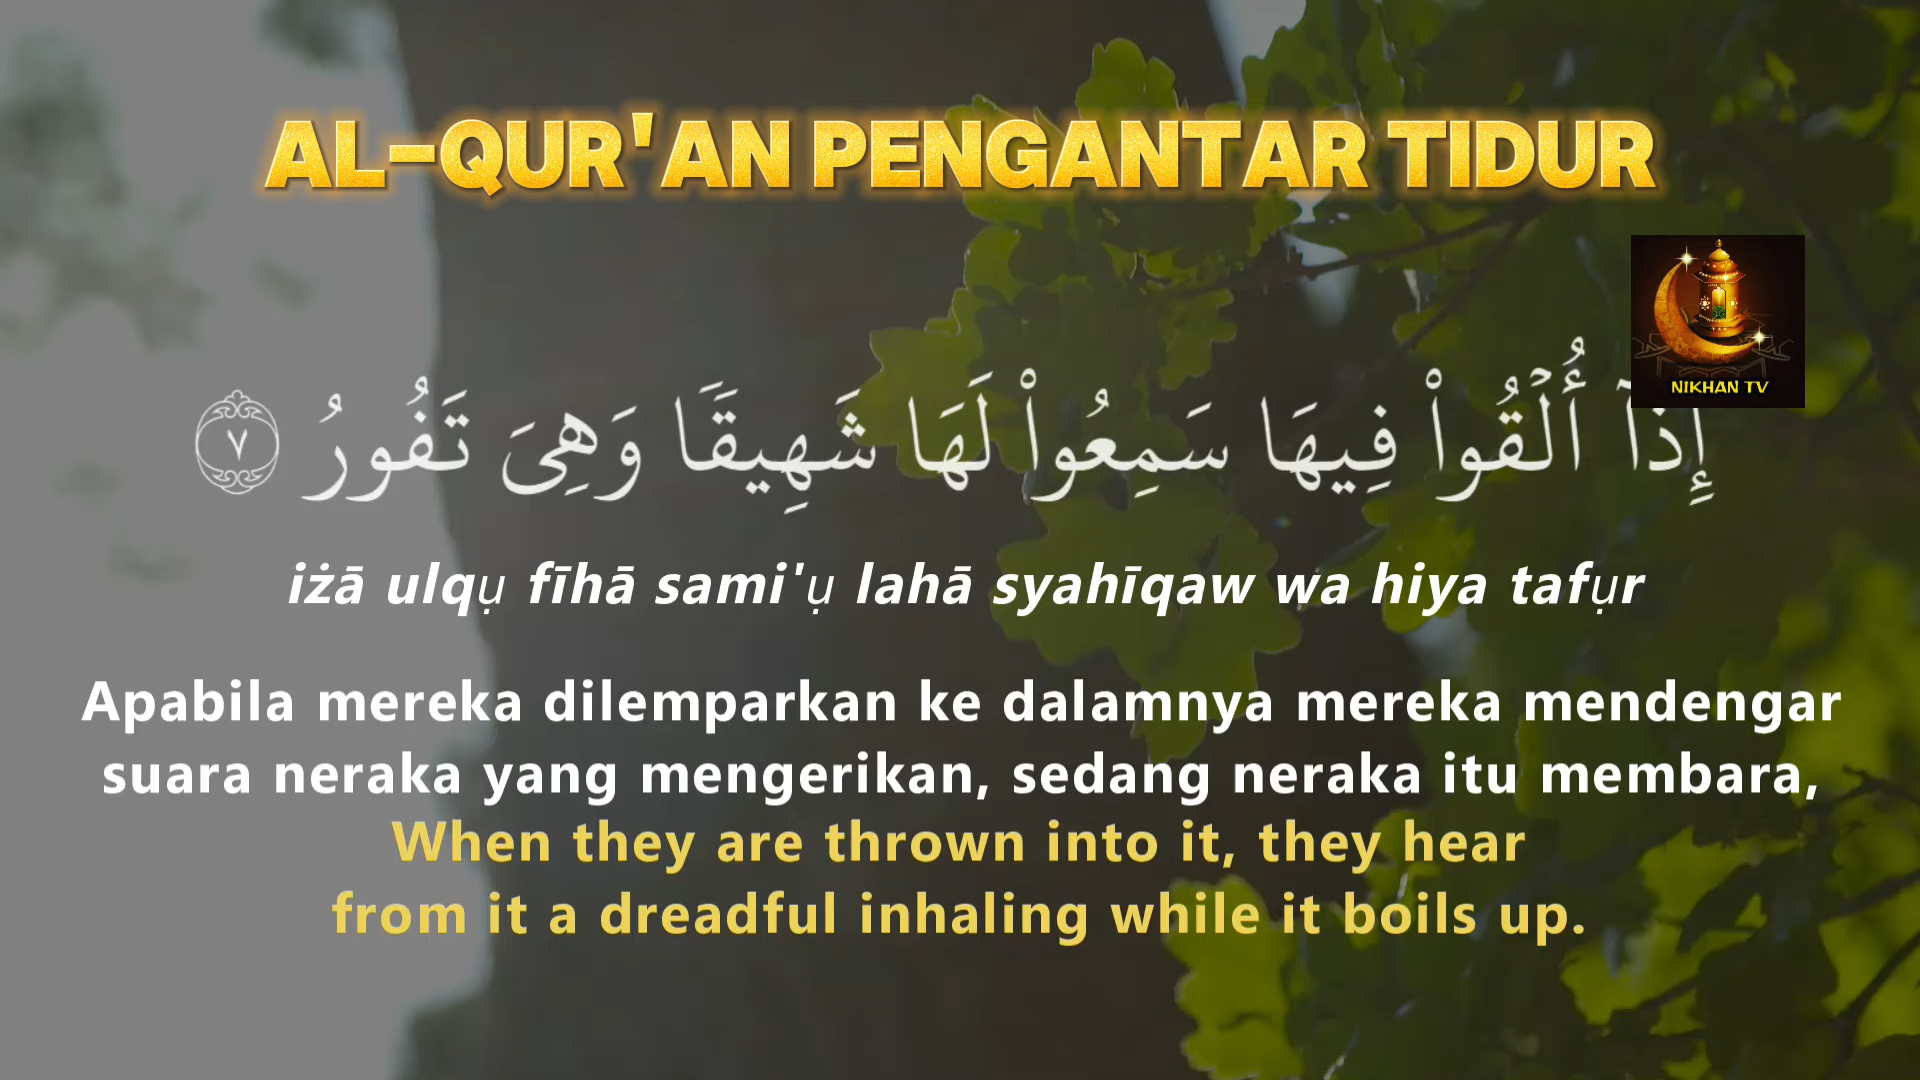 AL-QUR'AN PENGANTAR TIDUR
NIKHAN TV
إِذَآ أُلْقُوا۟ فِيهَا سَمِعُوا۟ لَهَا شَهِيقًا وَهِىَ تَفُورُ ٧
iżā ulqụ fīhā sami'ụ lahā syahīqaw wa hiya tafụr
Apabila mereka dilemparkan ke dalamnya mereka mendengar
suara neraka yang mengerikan, sedang neraka itu membara,
When they are thrown into it, they hear
from it a dreadful inhaling while it boils up.